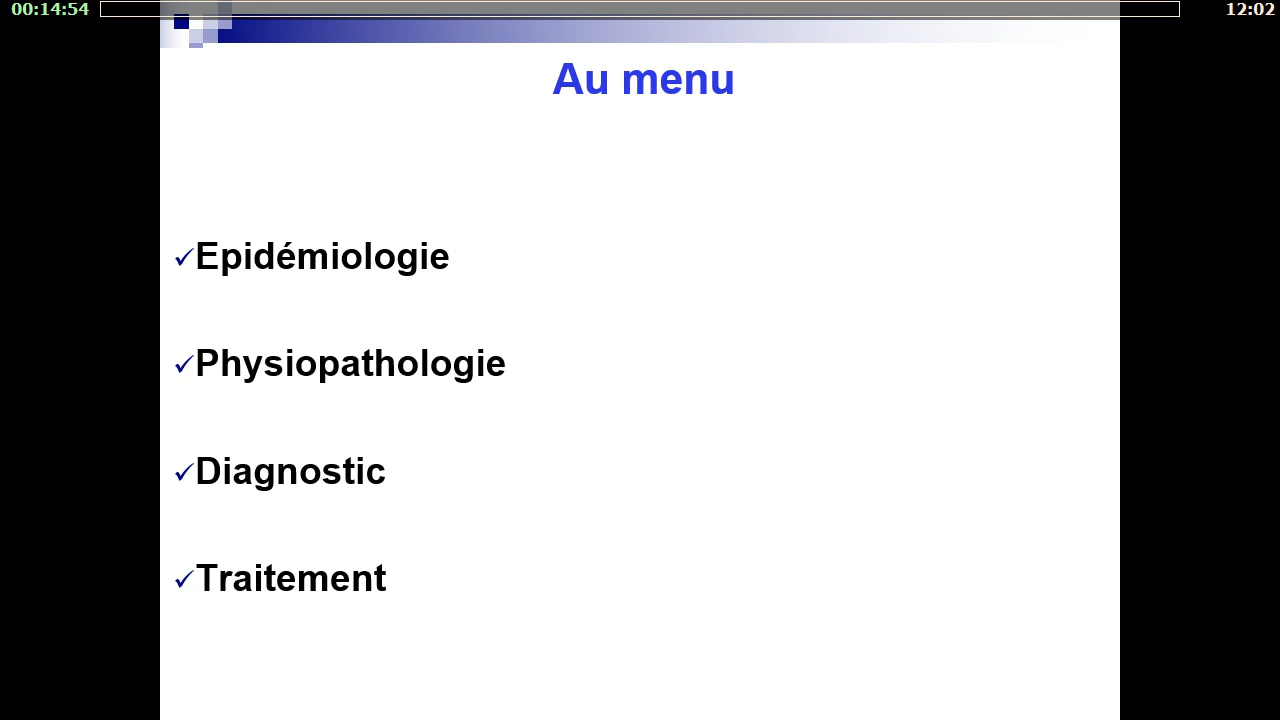 00:14:54
12:02
Au menu
✓Epidémiologie
✓Physiopathologie
✓Diagnostic
✓Traitement